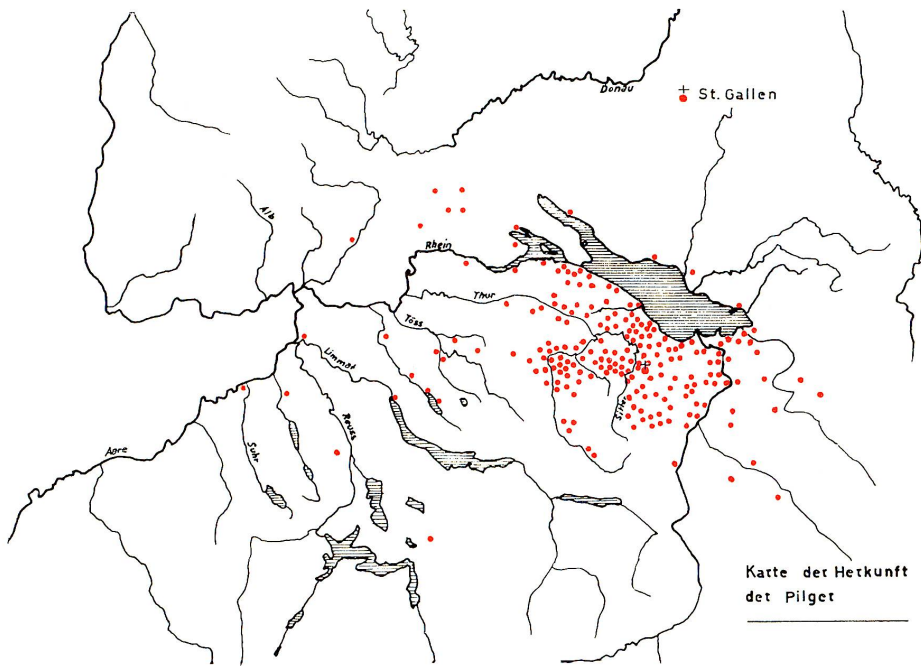 Donau
St. Gallen
Alb
Rhein
Thur
Töss
Limmat
Sitter
Aare
Suhr
Reuss
Karte der Herkunft
der Pilger